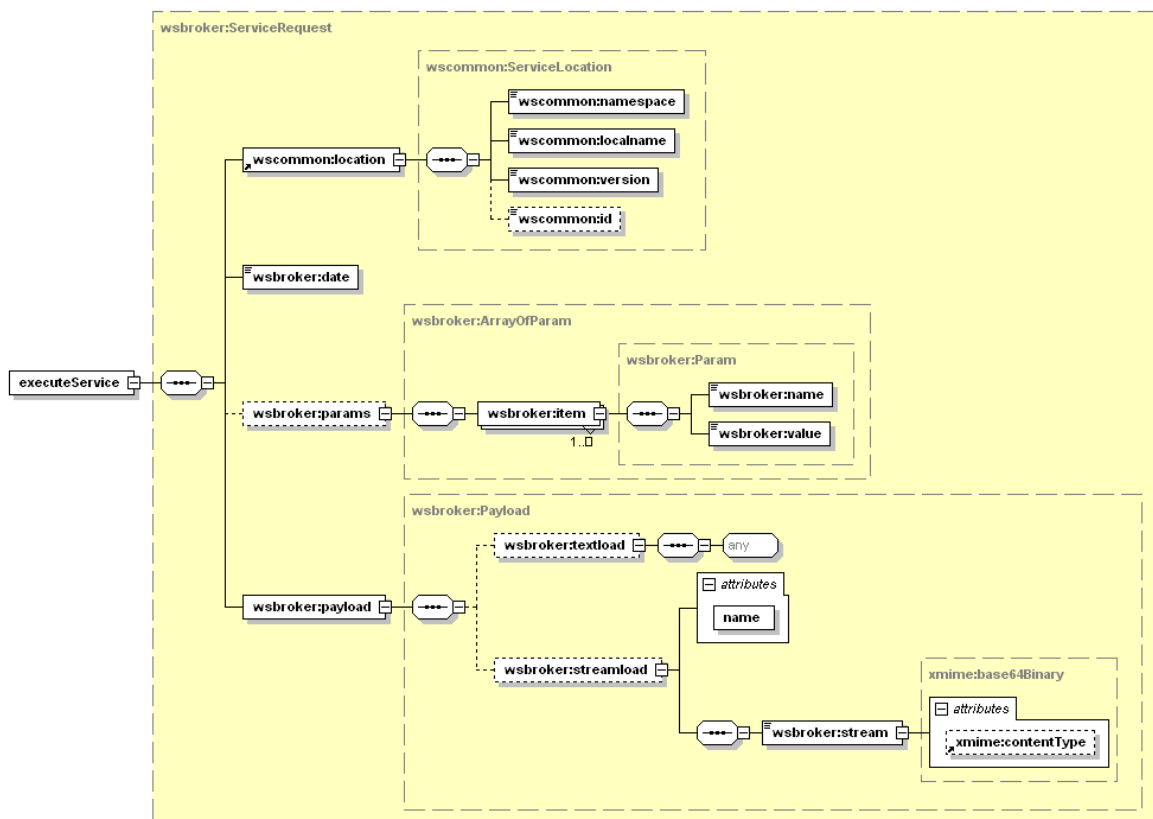 wsbroker:ServiceRequest
wscommon:ServiceLocation
wscommon:namespace
wscommon:localname
wscommon:location
wscommon:version
wscommon:id
wsbroker:date
wsbroker:ArrayOfParam
wsbroker:Param
executeService
wsbroker:name
wsbroker:params
wsbroker:item
wsbroker:value
1..
wsbroker:Payload
wsbroker:textload
any
attributes
wsbroker:payload
name
wsbroker:streamload
xmime:base64Binary
attributes
wsbroker:stream
xmime:contentType